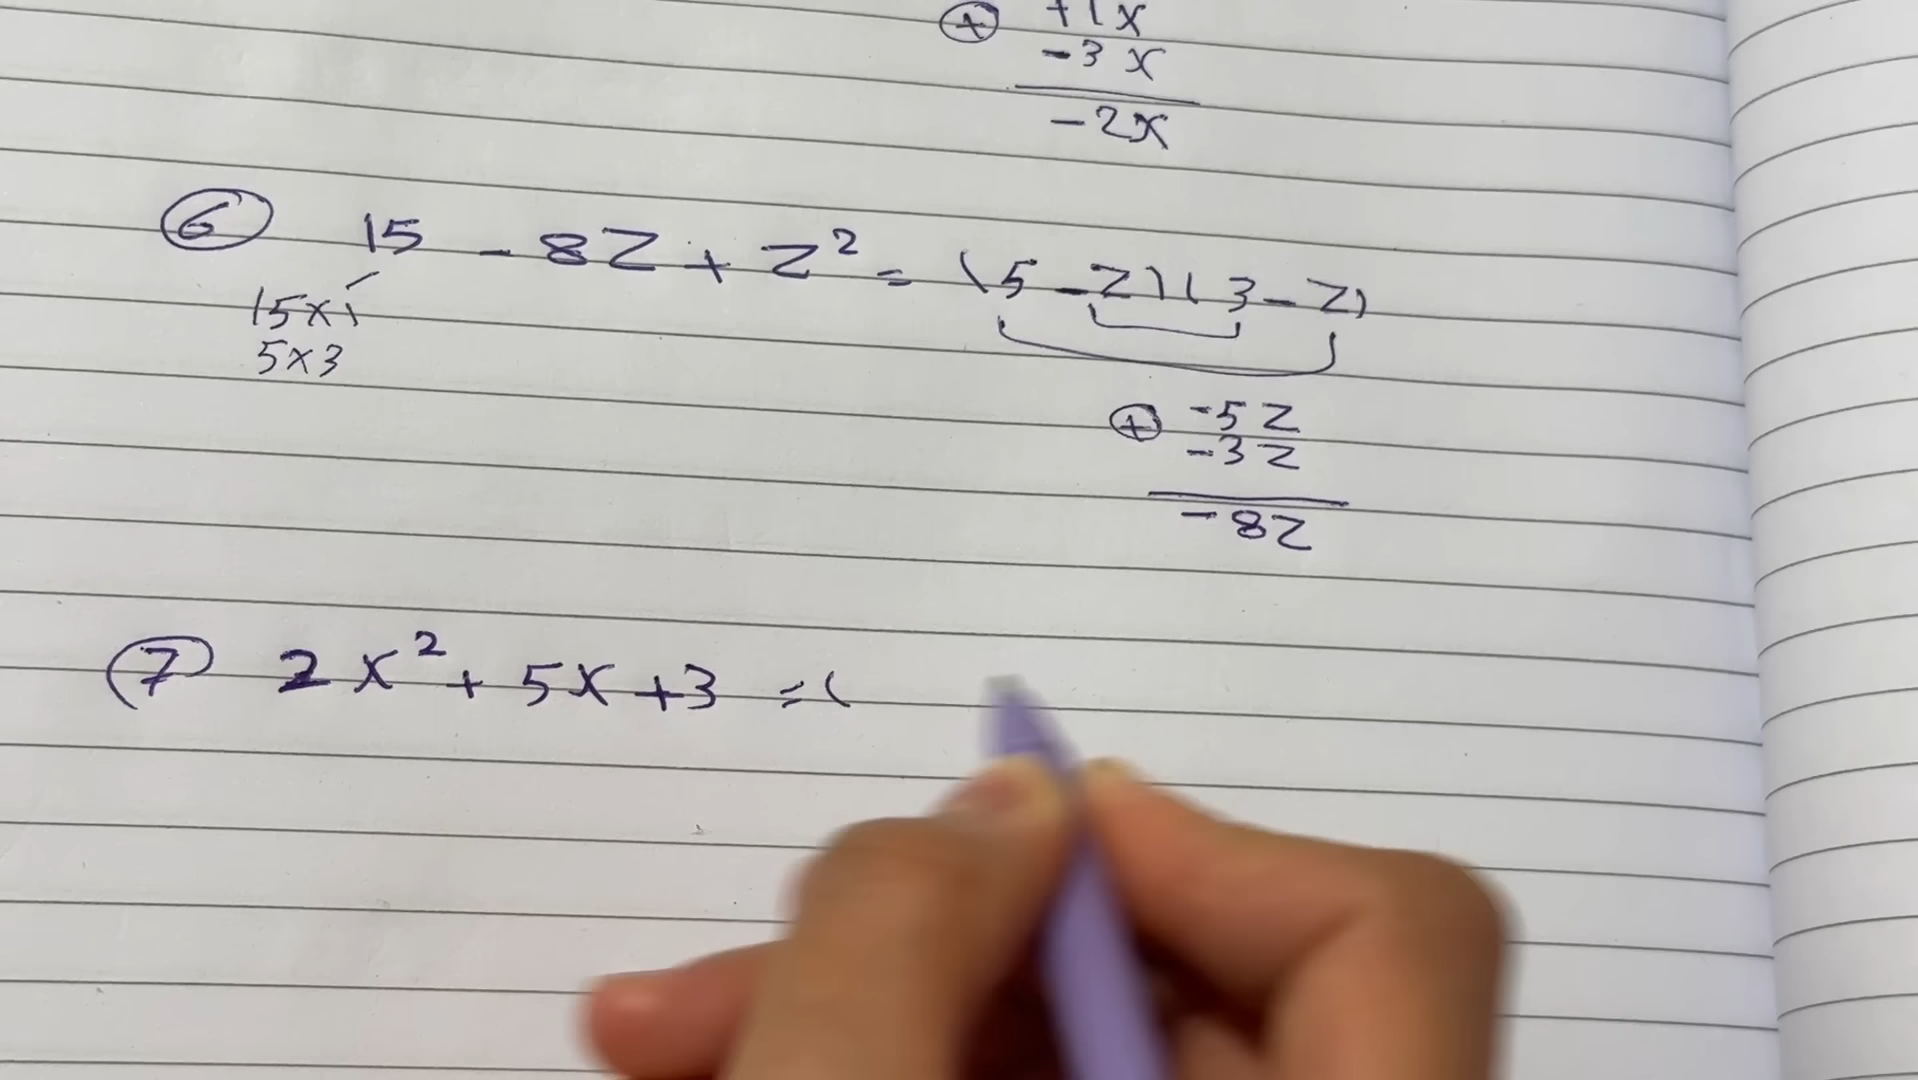 ⊕ +1x
-3x
-2x
⑥ 15 - 8Z + Z² = (5 - Z)(3 - Z)
15×1
5×3
⊕ -5Z
-3Z
-8Z
⑦ 2x² + 5x + 3 = (